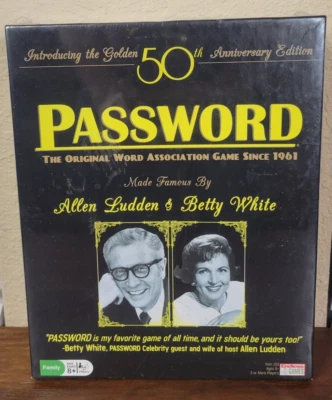 Introducing the Golden 50th Anniversary Edition
PASSWORD
THE ORIGINAL WORD ASSOCIATION GAME SINCE 1961
Made Famous By
Allen Ludden & Betty White
"PASSWORD is my favorite game of all time, and it should be yours too!"
-Betty White, PASSWORD Celebrity guest and wife of host Allen Ludden
Family
8+